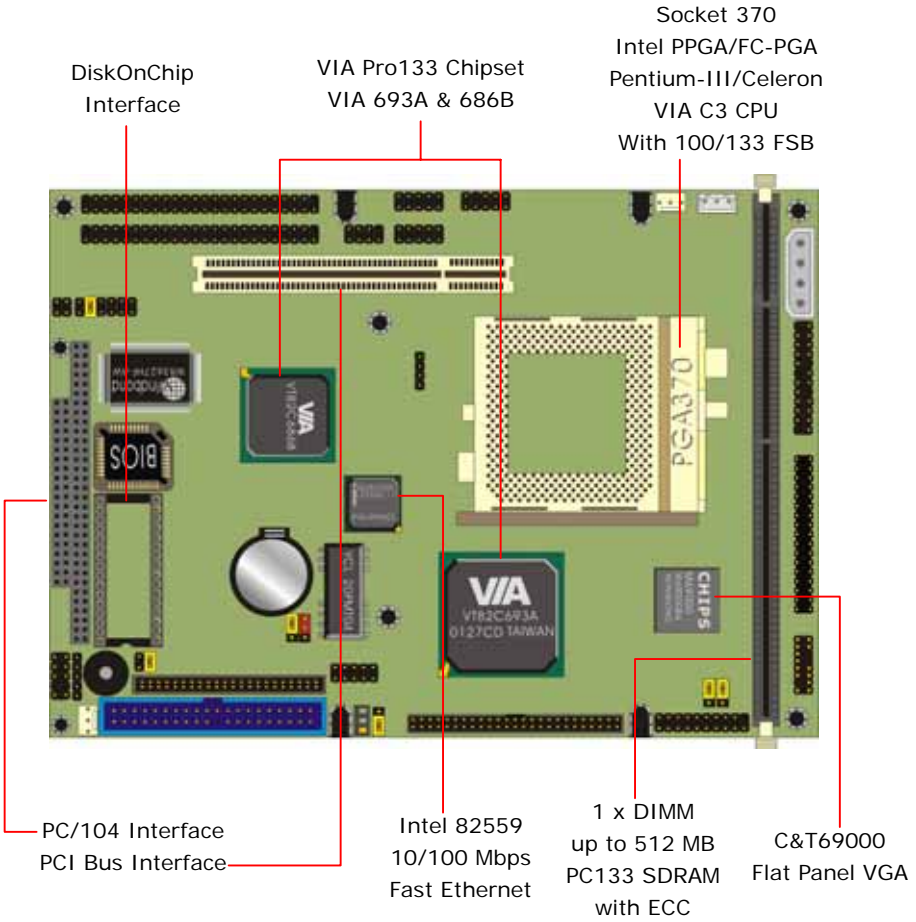 Socket 370
Intel PPGA/FC-PGA
Pentium-III/Celeron
VIA C3 CPU
With 100/133 FSB
VIA Pro133 Chipset
VIA 693A & 686B
DiskOnChip
Interface
PGA370
Winbond
VIA
VT82C686B
BIOS
VIA
VT82C693A
0127CD TAIWAN
CHIPS
PC/104 Interface
PCI Bus Interface
Intel 82559
10/100 Mbps
Fast Ethernet
1 x DIMM
up to 512 MB
PC133 SDRAM
with ECC
C&T69000
Flat Panel VGA